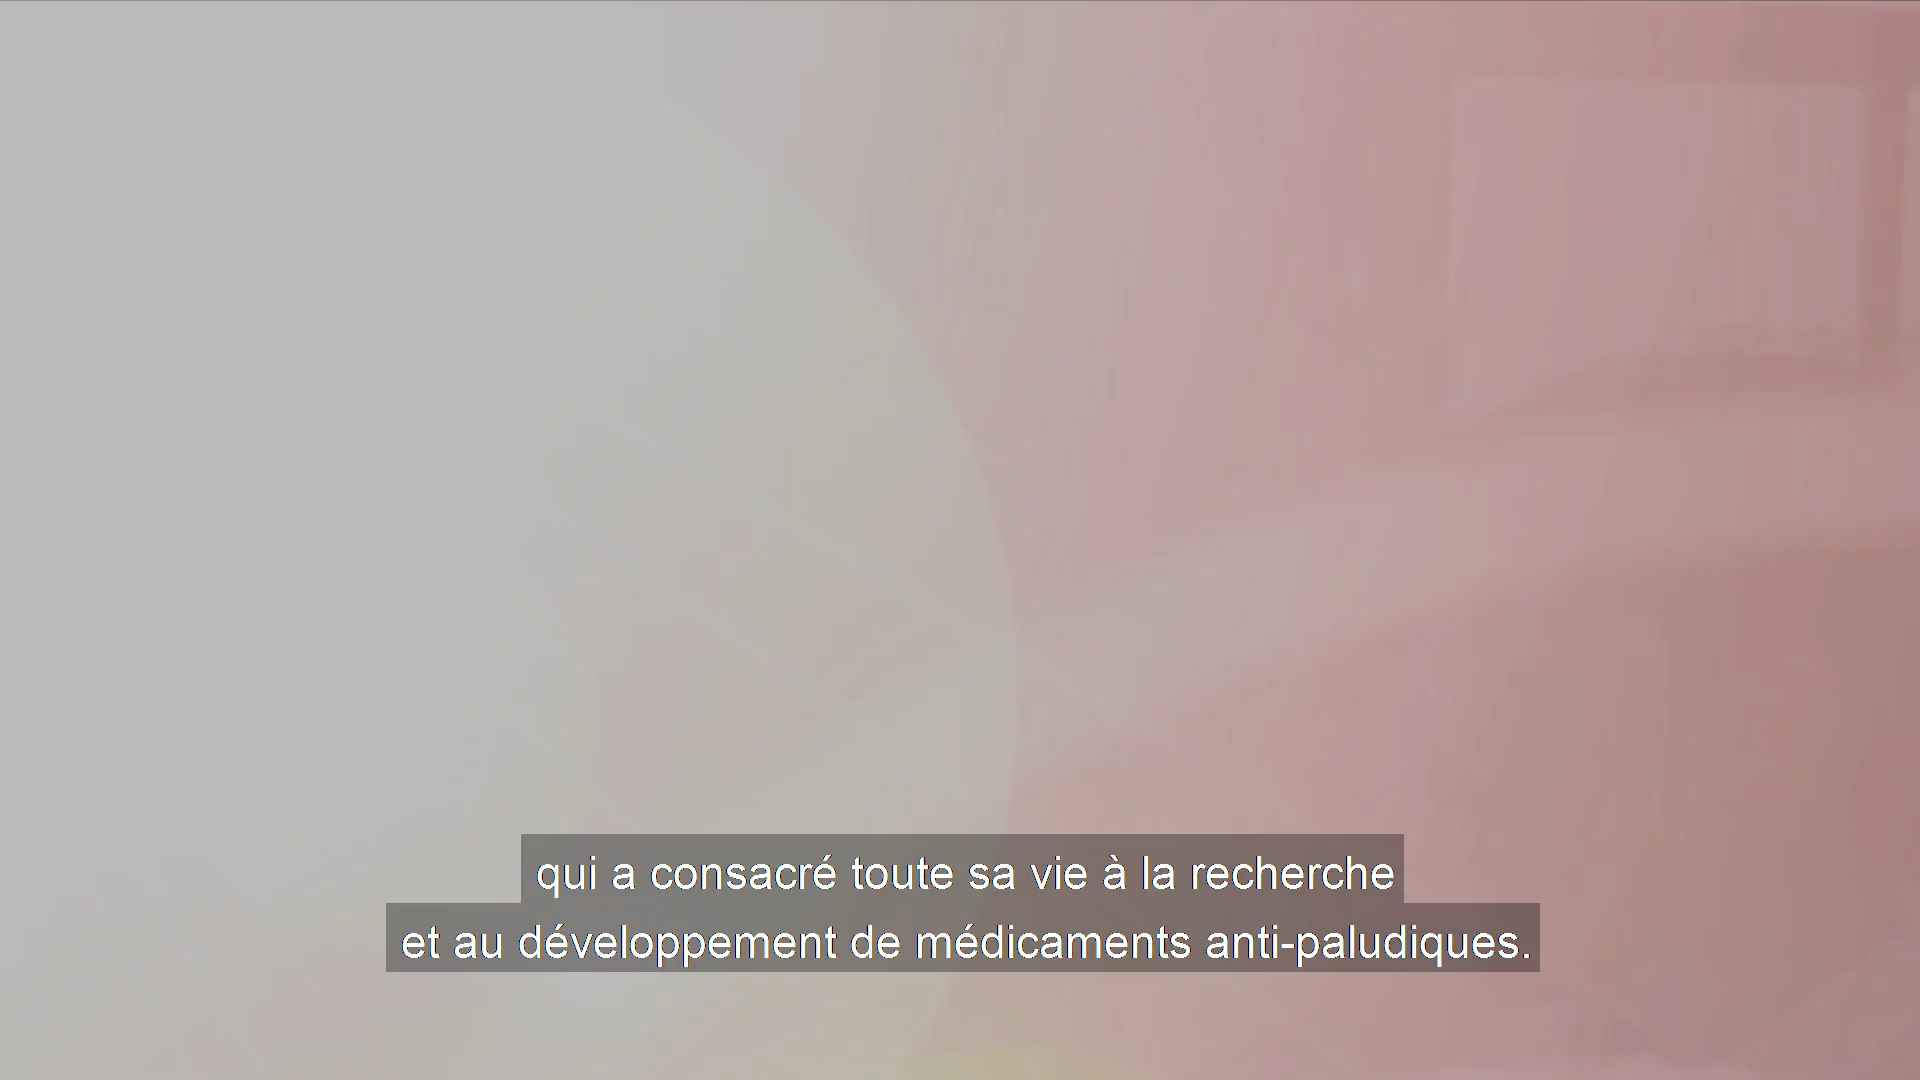 qui a consacré toute sa vie à la recherche
et au développement de médicaments anti-paludiques.